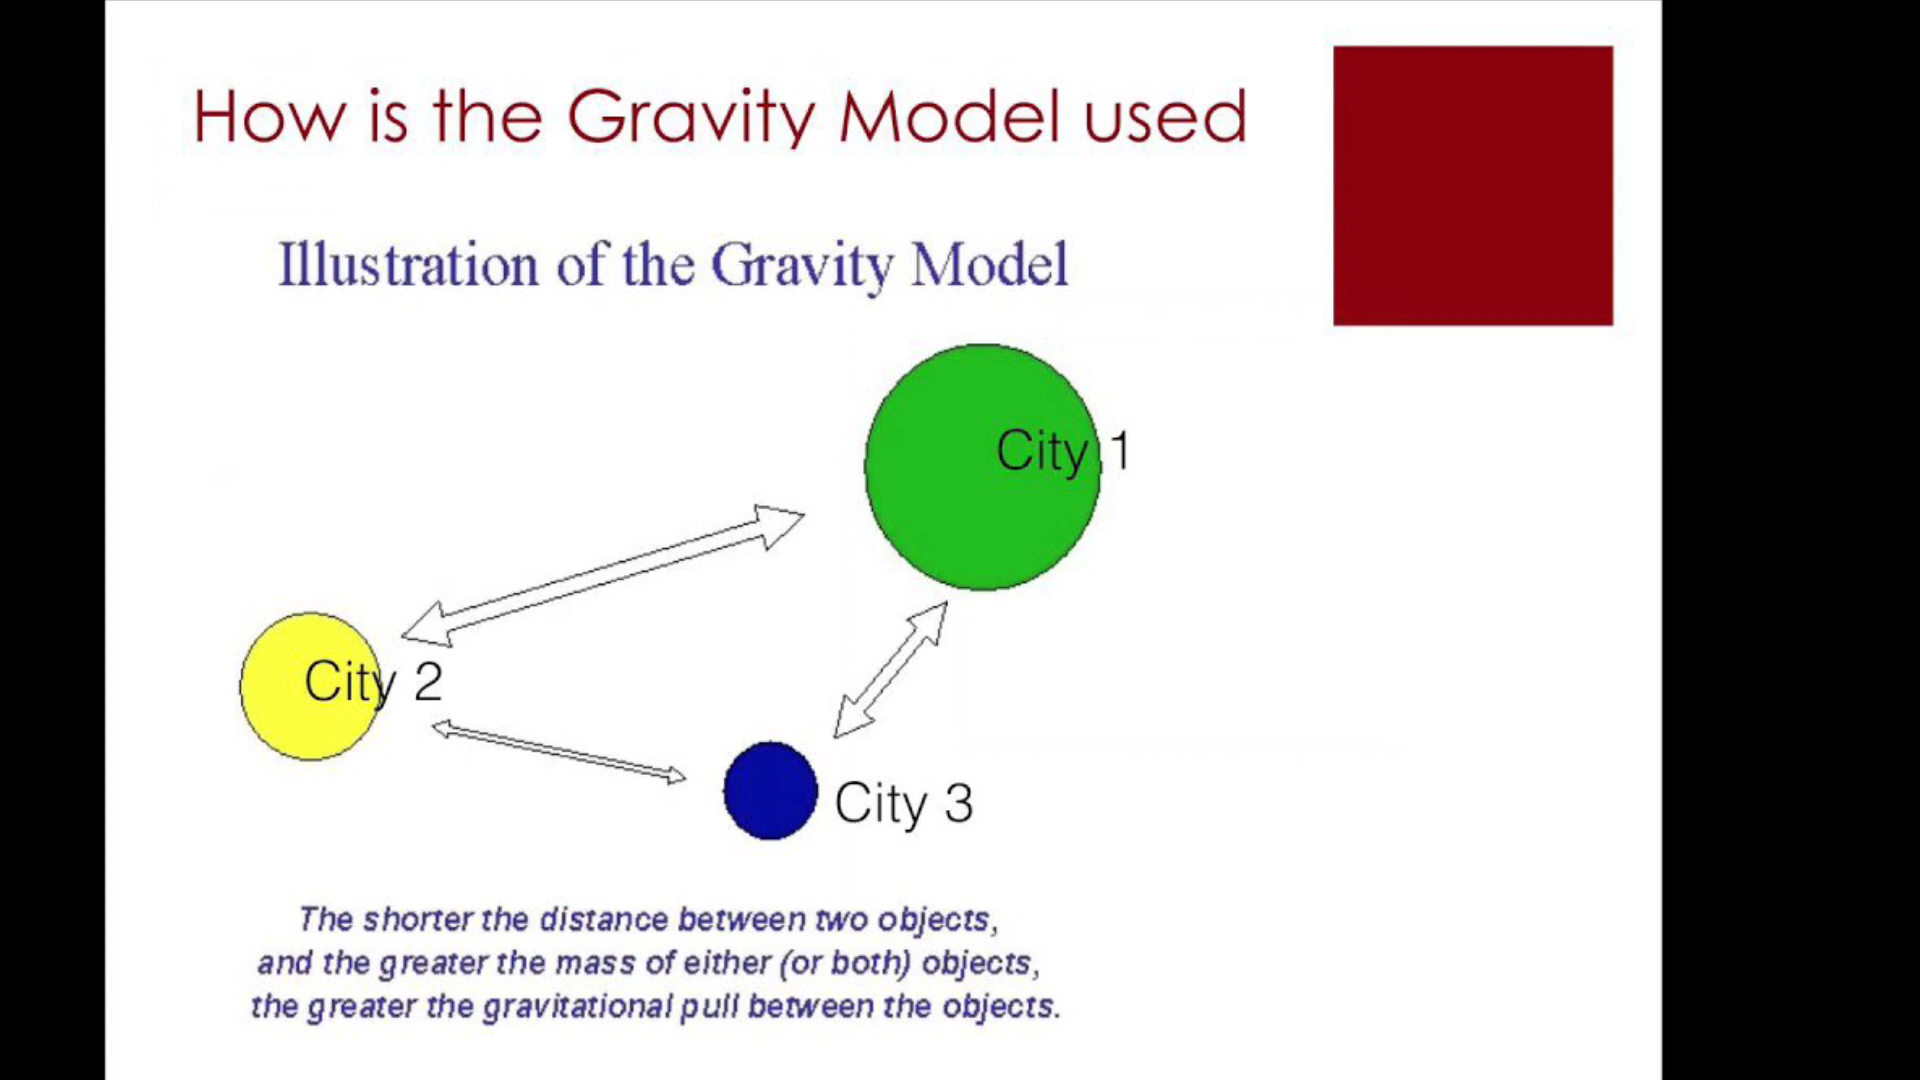 How is the Gravity Model used
Illustration of the Gravity Model
City 1
City 2
City 3
The shorter the distance between two objects,
and the greater the mass of either (or both) objects,
the greater the gravitational pull between the objects.